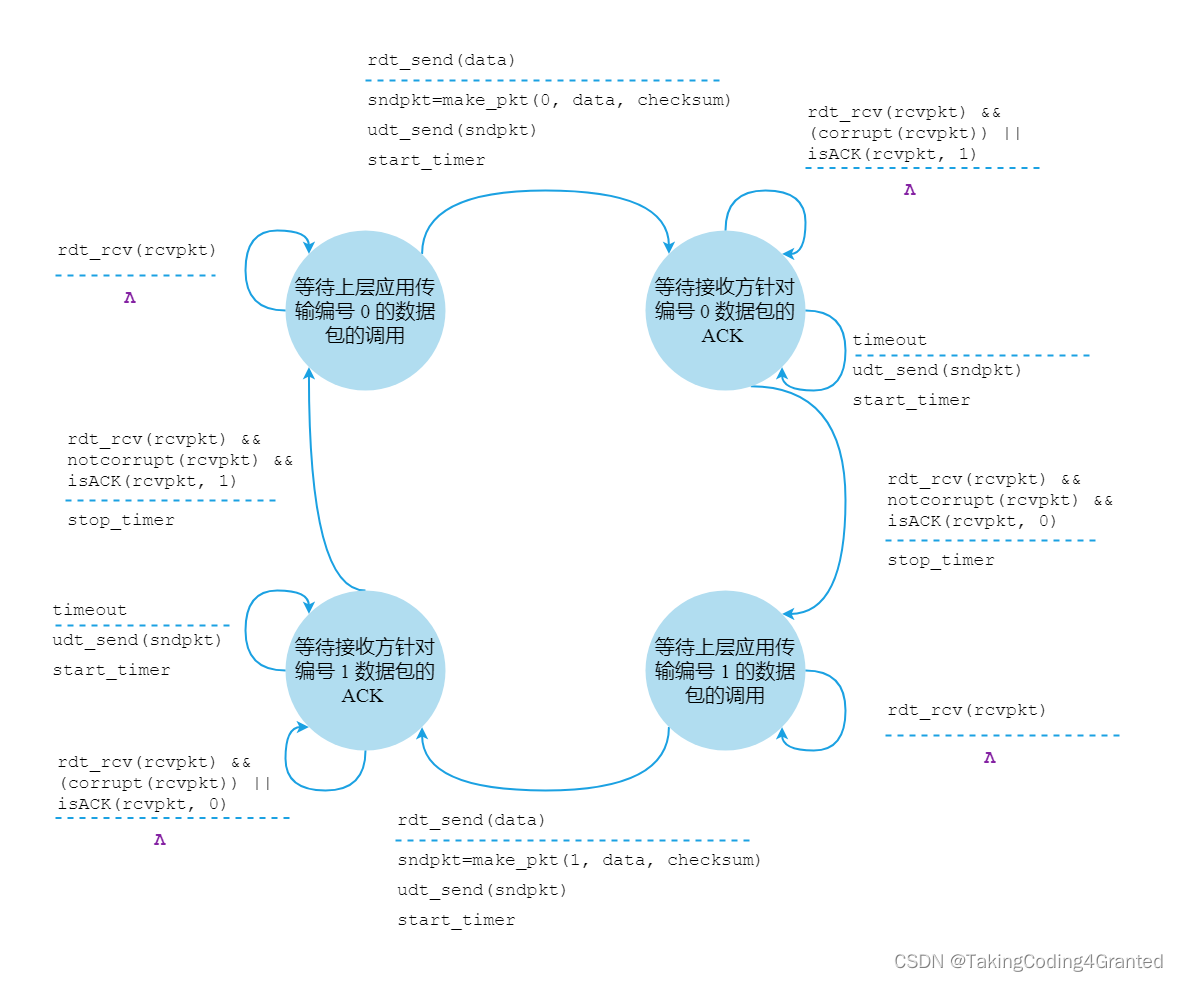 rdt_send(data)
sndpkt=make_pkt(0, data, checksum)
udt_send(sndpkt)
start_timer
rdt_rcv(rcvpkt) &&
(corrupt(rcvpkt)) ||
isACK(rcvpkt, 1)
Λ
rdt_rcv(rcvpkt)
Λ
等待上层应用传
输编号 0 的数据
包的调用
等待接收方针对
编号 0 数据包的
ACK
timeout
udt_send(sndpkt)
start_timer
rdt_rcv(rcvpkt) &&
notcorrupt(rcvpkt) &&
isACK(rcvpkt, 1)
stop_timer
rdt_rcv(rcvpkt) &&
notcorrupt(rcvpkt) &&
isACK(rcvpkt, 0)
stop_timer
timeout
udt_send(sndpkt)
start_timer
等待接收方针对
编号 1 数据包的
ACK
等待上层应用传
输编号 1 的数据
包的调用
rdt_rcv(rcvpkt)
Λ
rdt_rcv(rcvpkt) &&
(corrupt(rcvpkt)) ||
isACK(rcvpkt, 0)
Λ
rdt_send(data)
sndpkt=make_pkt(1, data, checksum)
udt_send(sndpkt)
start_timer
CSDN @TakingCoding4Granted